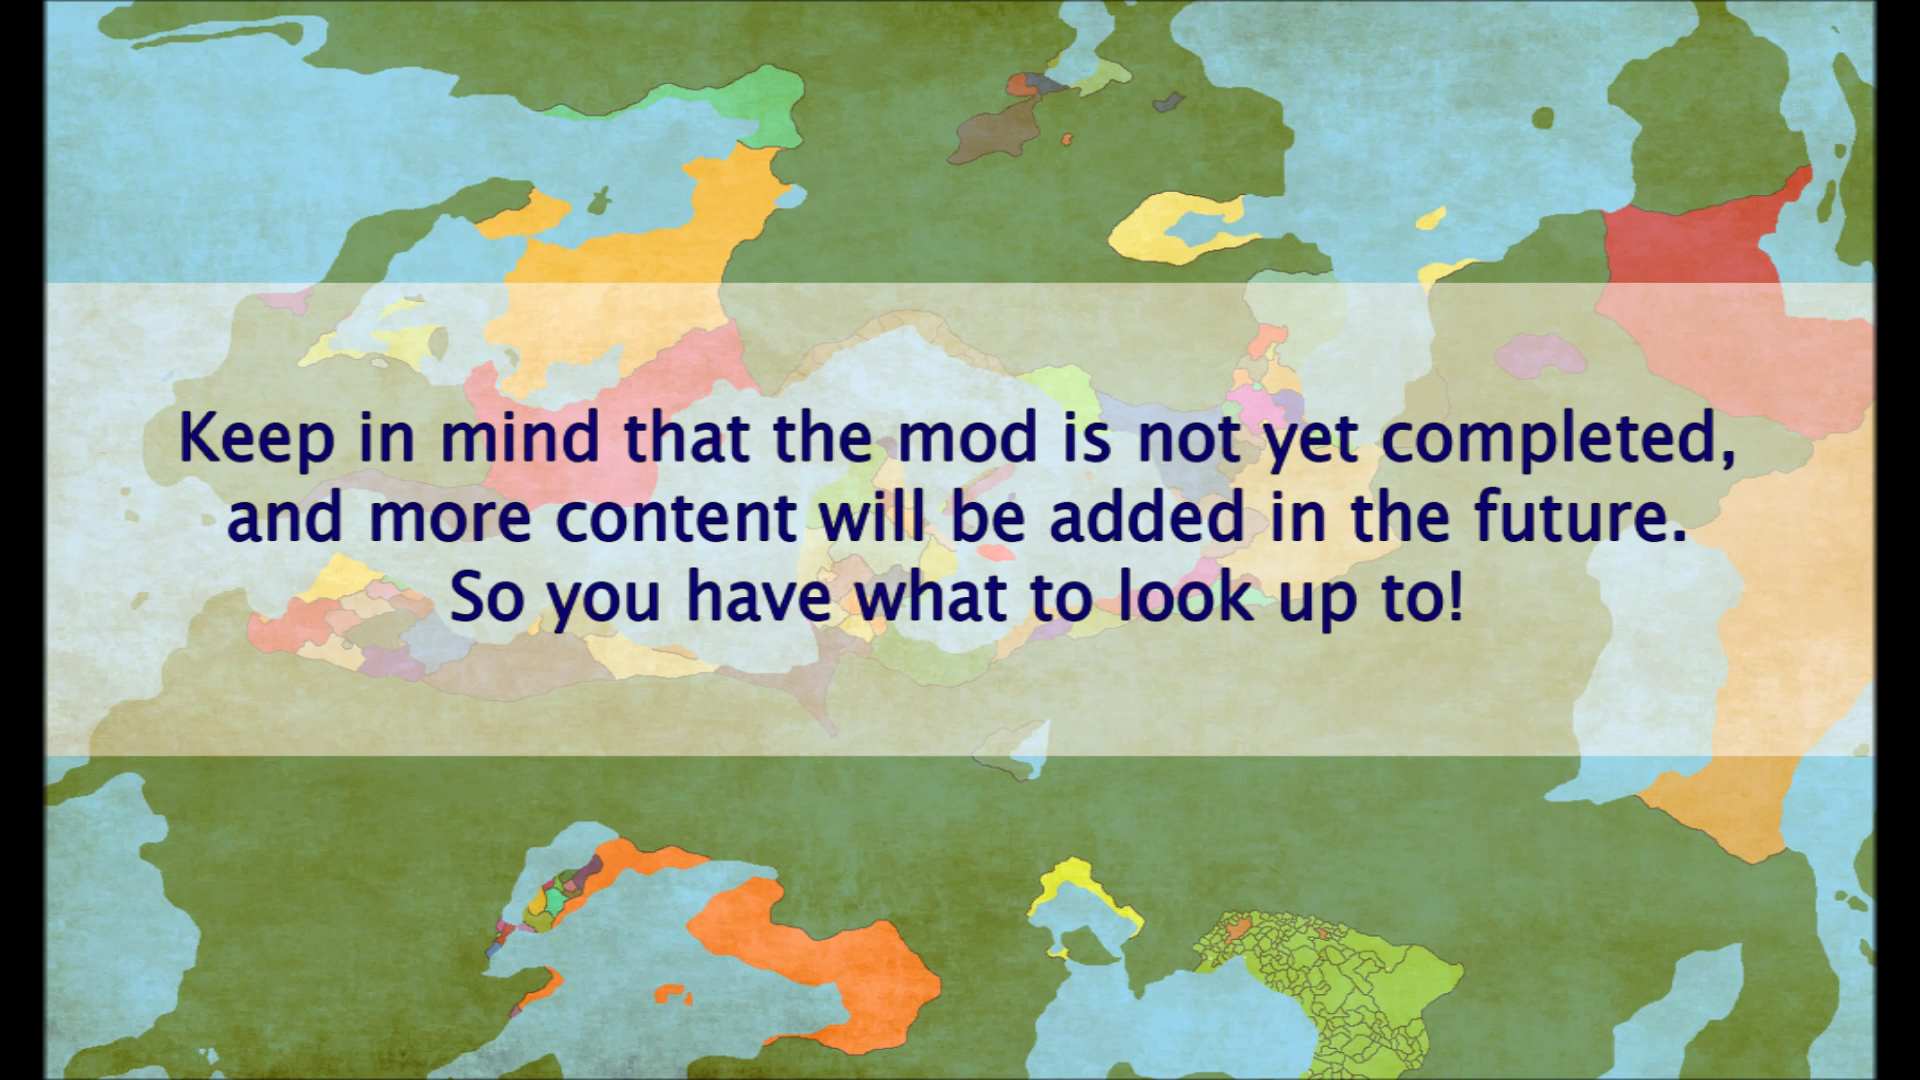 Keep in mind that the mod is not yet completed,
and more content will be added in the future.
So you have what to look up to!